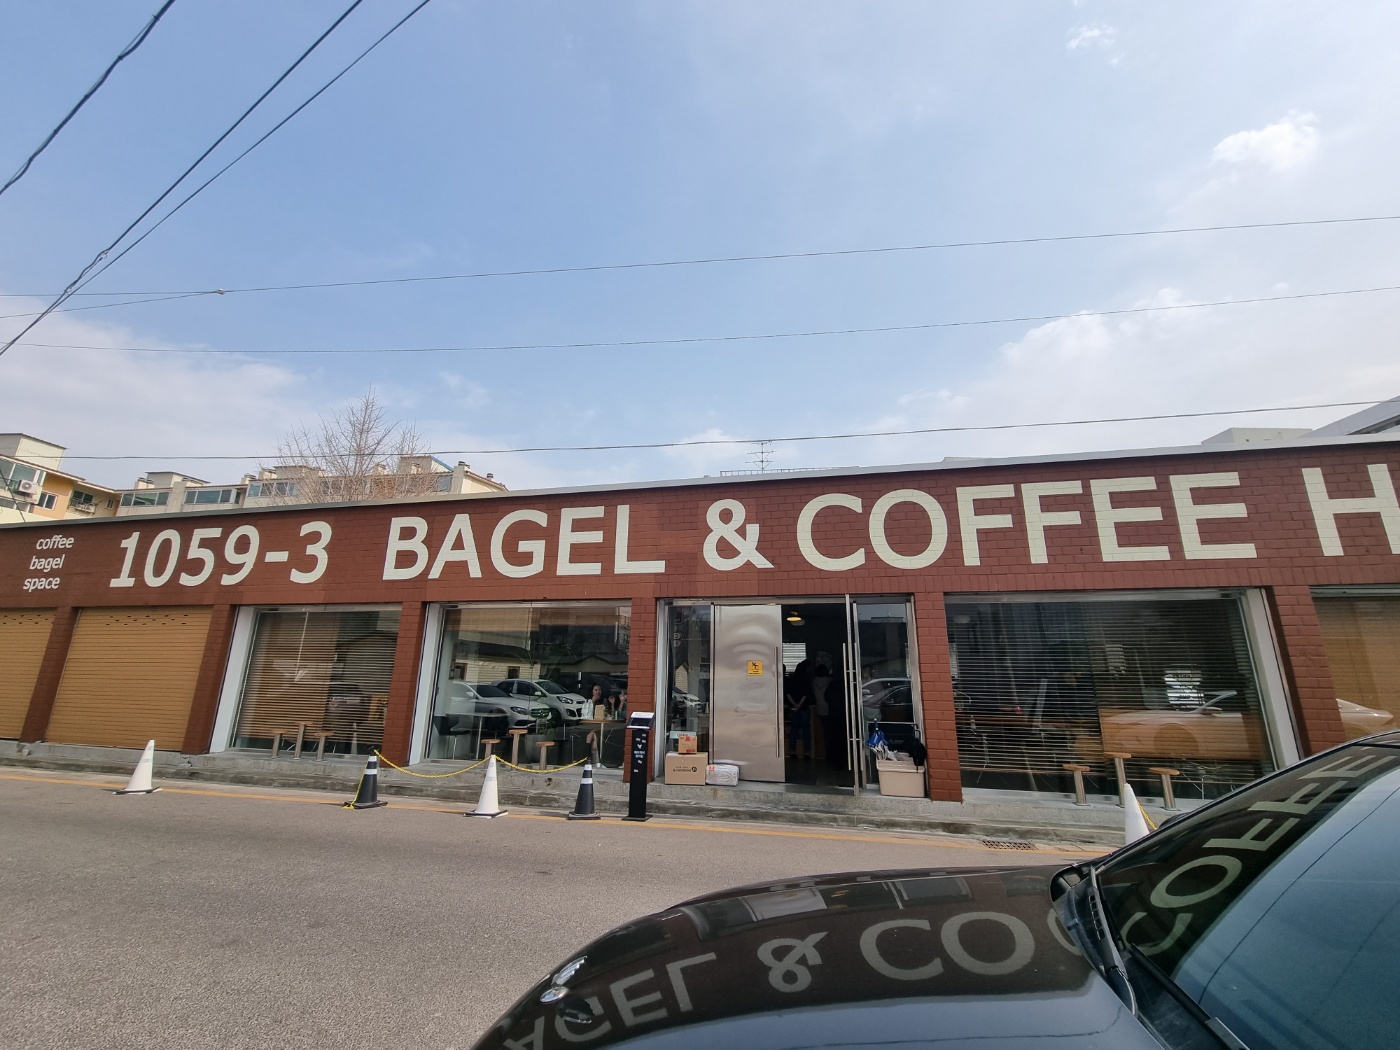 coffee
bagel
space
1059-3 BAGEL & COFFEE H